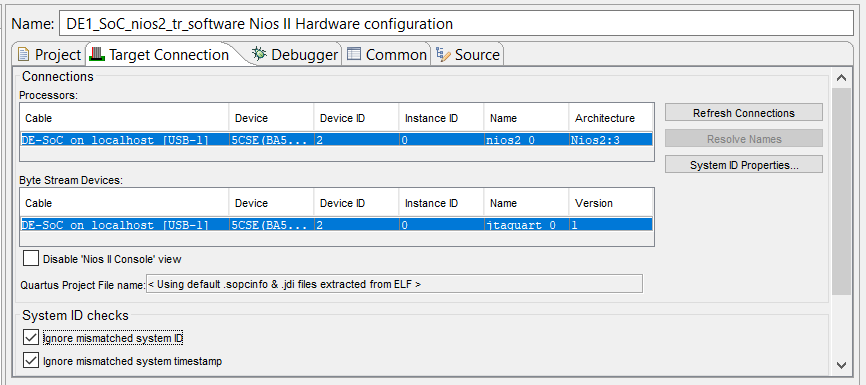 Name: DE1_SoC_nios2_tr_software Nios II Hardware configuration
Project Target Connection Debugger Common Source
Connections
Processors:
Cable Device Device ID Instance ID Name Architecture
DE-SoC on localhost [USB-1] 5CSE(BA5... 2 0 nios2_0 Nios2:3
Refresh Connections
Resolve Names
System ID Properties...
Byte Stream Devices:
Cable Device Device ID Instance ID Name Version
DE-SoC on localhost [USB-1] 5CSE(BA5... 2 0 jtaguart_0 1
Disable 'Nios II Console' view
Quartus Project File name: < Using default .sopcinfo & .jdi files extracted from ELF >
System ID checks
Ignore mismatched system ID
Ignore mismatched system timestamp